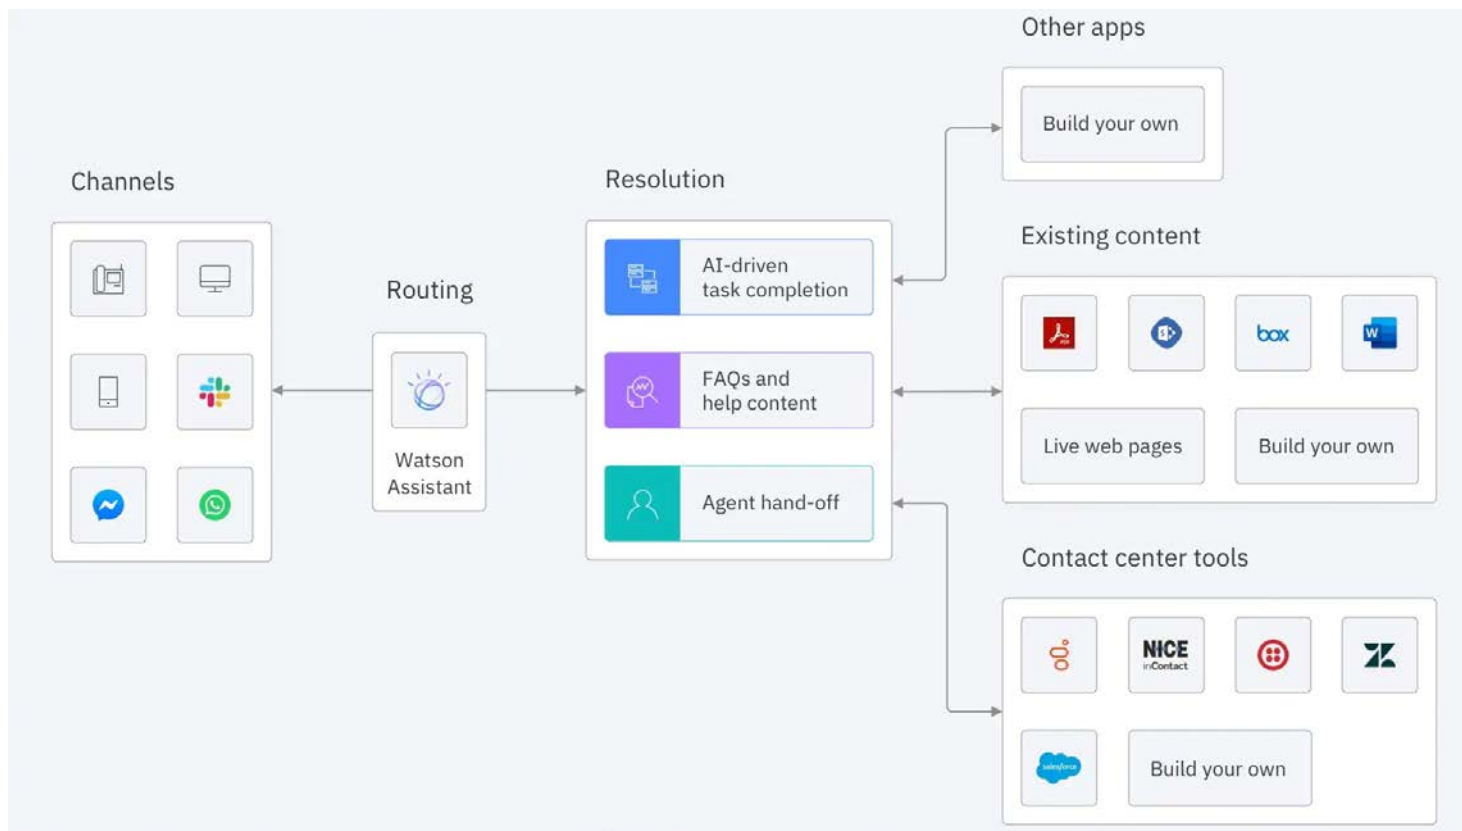 Other apps
Build your own
Channels
Resolution
AI-driven
task completion
Existing content
Routing
PDF
S
box
W
FAQs and
help content
Live web pages
Build your own
Watson
Assistant
Agent hand-off
Contact center tools
NICE
inContact
salesforce
Build your own